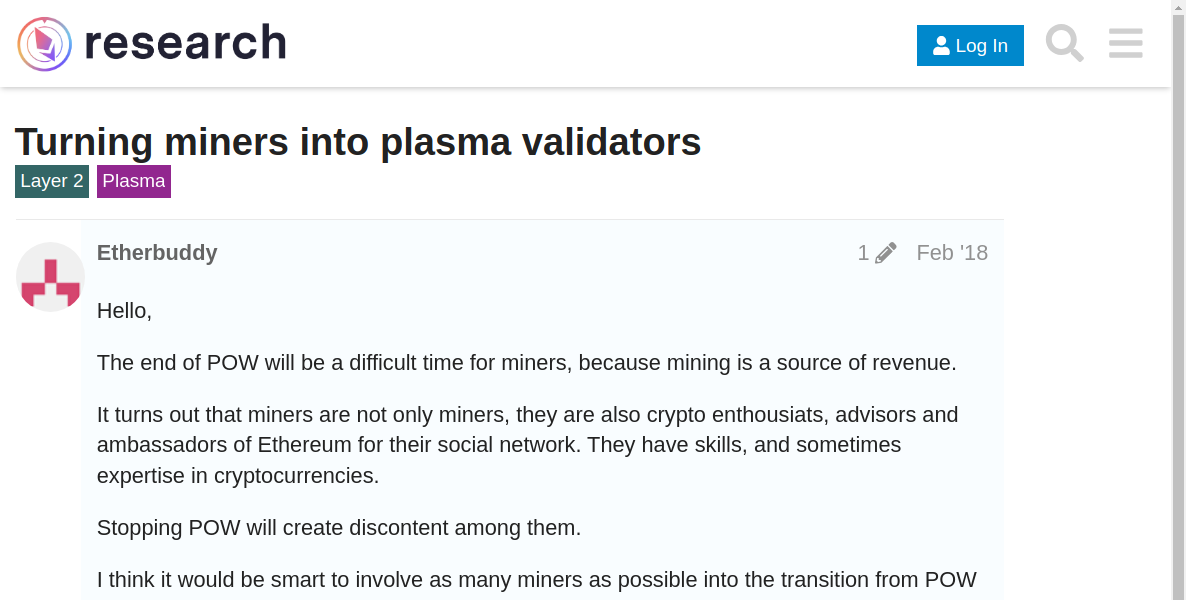 research
Log In
Turning miners into plasma validators
Layer 2 Plasma
Etherbuddy 1 Feb '18
Hello,
The end of POW will be a difficult time for miners, because mining is a source of revenue.
It turns out that miners are not only miners, they are also crypto enthousiats, advisors and
ambassadors of Ethereum for their social network. They have skills, and sometimes
expertise in cryptocurrencies.
Stopping POW will create discontent among them.
I think it would be smart to involve as many miners as possible into the transition from POW